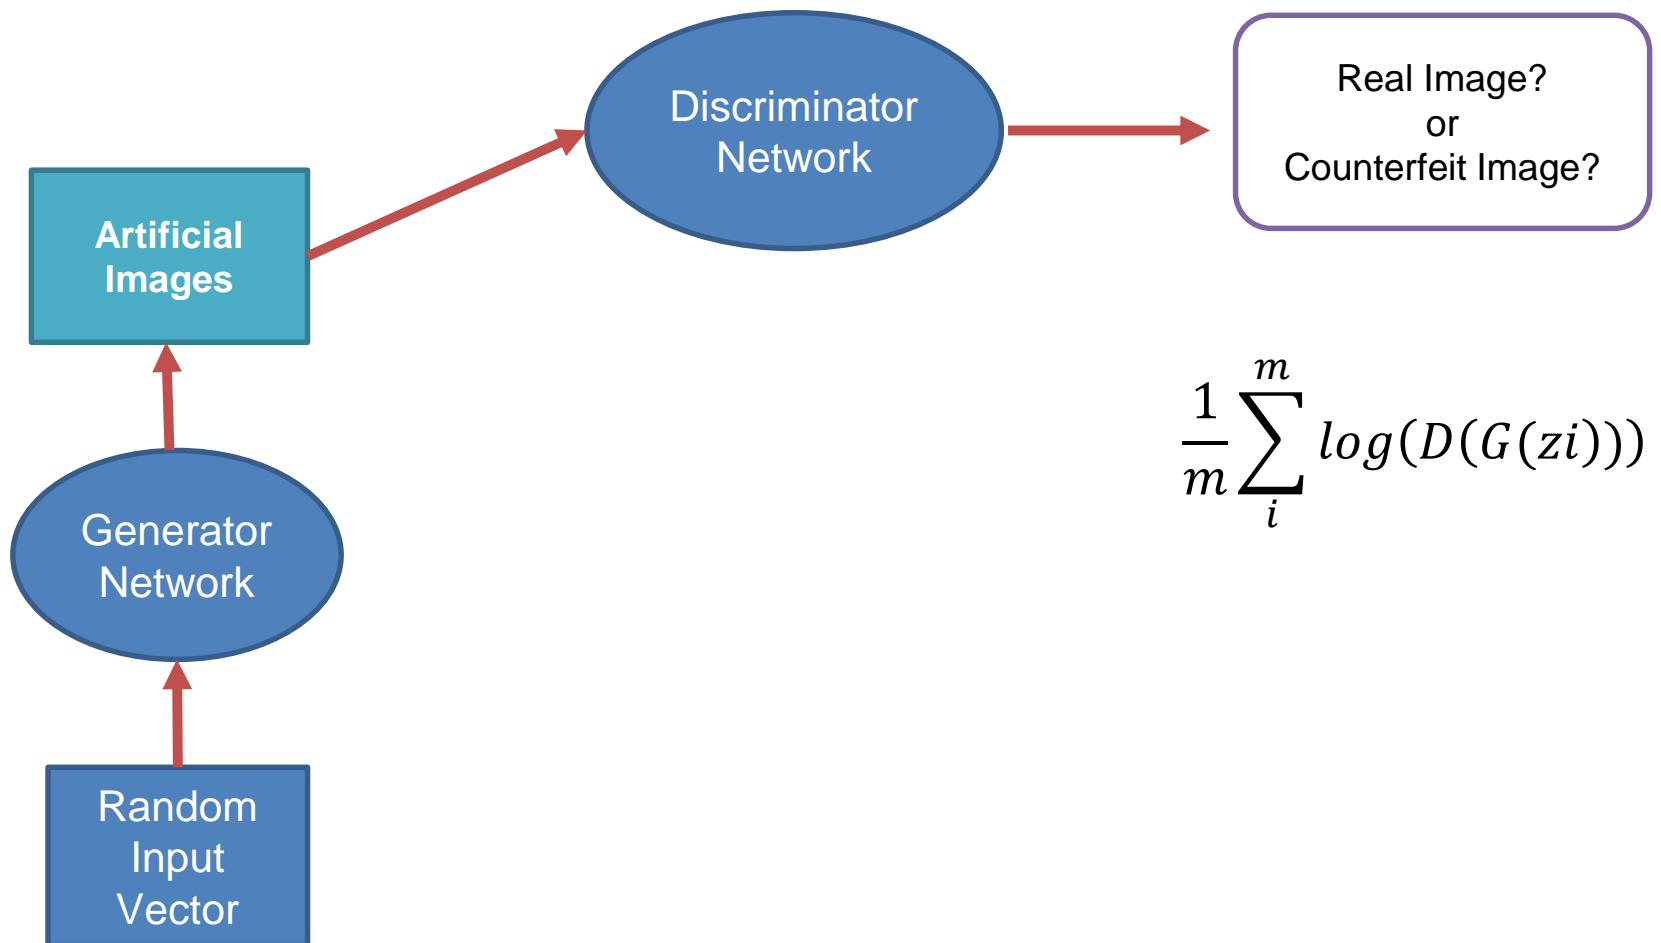 Discriminator
Network
Real Image?
or
Counterfeit Image?
Artificial
Images
Generator
Network
Random
Input
Vector
1/m ∑_i^m log(D(G(zi)))